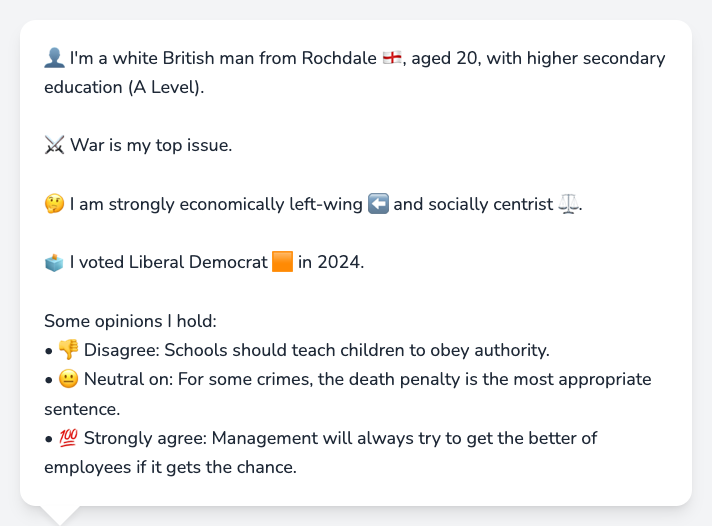 👤 I'm a white British man from Rochdale 🏴󠁧󠁢󠁥󠁮󠁧󠁿, aged 20, with higher secondary
education (A Level).
⚔️ War is my top issue.
🤔 I am strongly economically left-wing ⬅️ and socially centrist ⚖️.
🗳️ I voted Liberal Democrat 🟧 in 2024.
Some opinions I hold:
• 👎 Disagree: Schools should teach children to obey authority.
• 😐 Neutral on: For some crimes, the death penalty is the most appropriate
sentence.
• 💯 Strongly agree: Management will always try to get the better of
employees if it gets the chance.